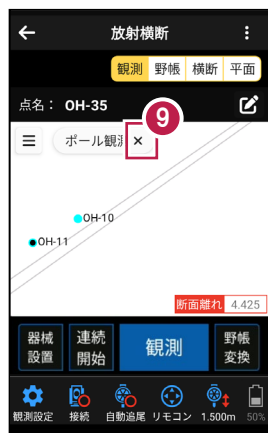 放射横断
観測 野帳 横断 平面
点名： OH-35
9
ポール観測 ×
OH-10
OH-11
断面離れ 4.425
器械設置 連続開始 観測 野帳変換
観測設定 接続 自動追尾 リモコン 1.500m 50%